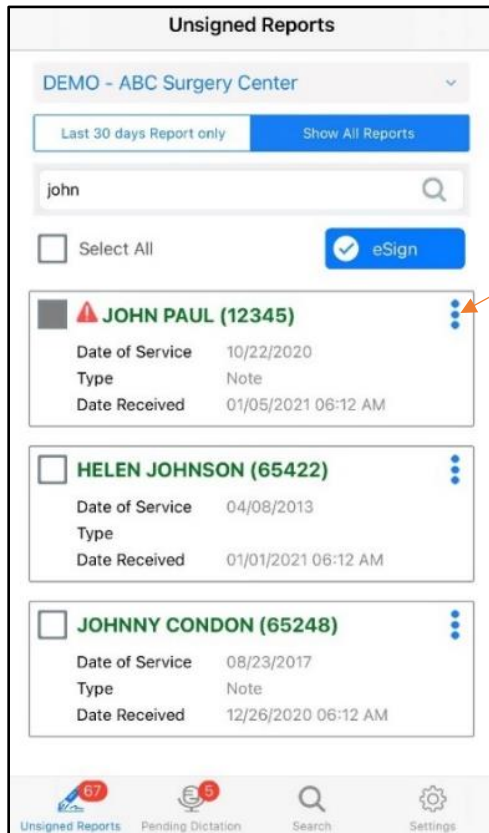 Unsigned Reports
DEMO - ABC Surgery Center
Last 30 days Report only Show All Reports
john
Select All eSign
JOHN PAUL (12345)
Date of Service 10/22/2020
Type Note
Date Received 01/05/2021 06:12 AM
HELEN JOHNSON (65422)
Date of Service 04/08/2013
Type
Date Received 01/01/2021 06:12 AM
JOHNNY CONDON (65248)
Date of Service 08/23/2017
Type Note
Date Received 12/26/2020 06:12 AM
67 5
Unsigned Reports Pending Dictation Search Settings